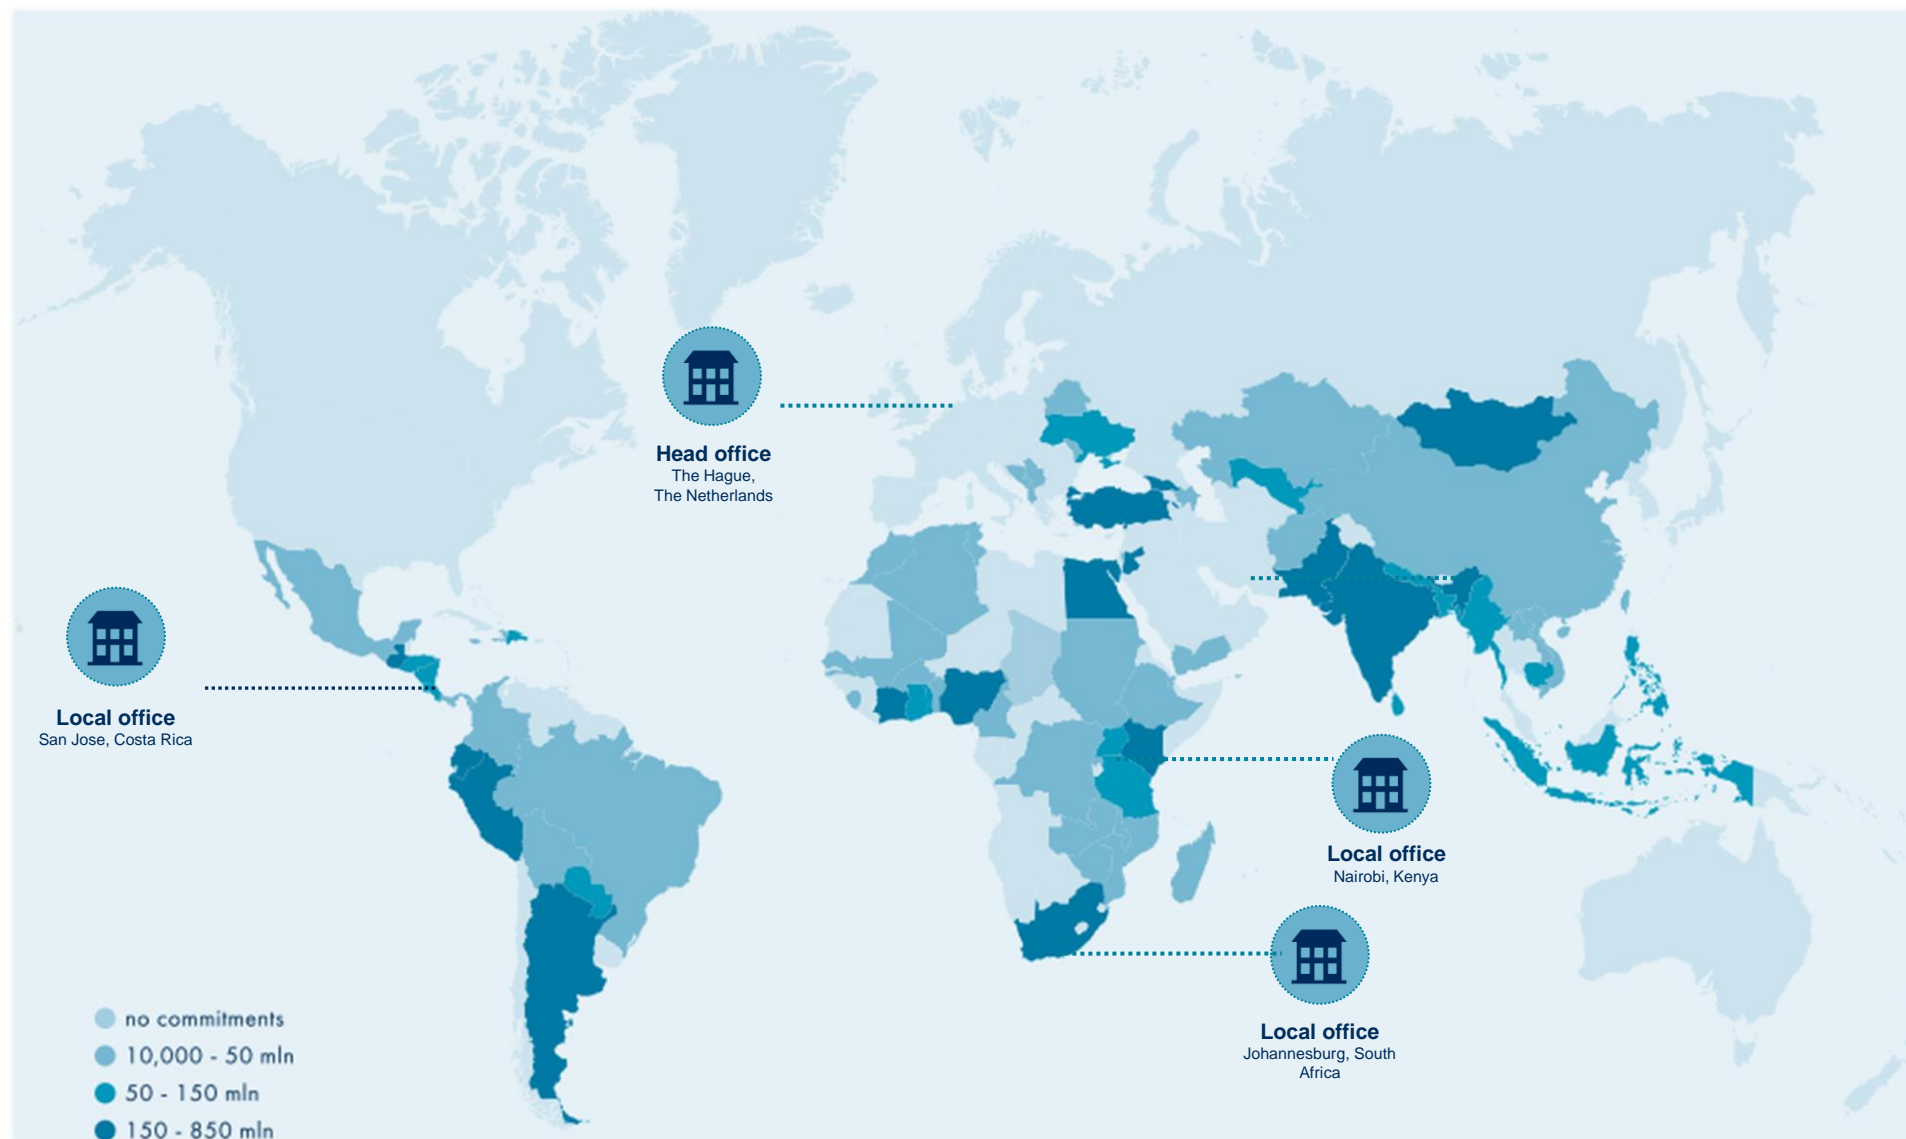 Head office
The Hague,
The Netherlands
Local office
San Jose, Costa Rica
Local office
Nairobi, Kenya
Local office
Johannesburg, South
Africa
no commitments
10,000 - 50 mln
50 - 150 mln
150 - 850 mln